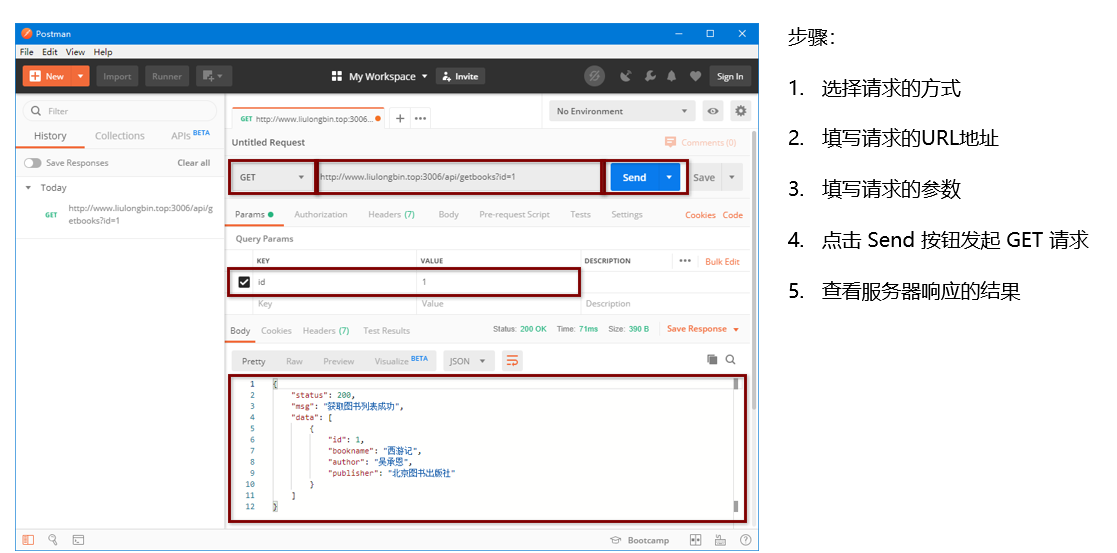 Postman
File Edit View Help
New Import Runner My Workspace Invite Sign In
Filter
History Collections APIs BETA
Save Responses Clear all
Today
GET http://www.liulongbin.top:3006/api/g
etbooks?id=1
GET http://www.liulongbin.top:3006... + ••• No Environment
Untitled Request Comments (0)
GET http://www.liulongbin.top:3006/api/getbooks?id=1 Send Save
Params Authorization Headers (7) Body Pre-request Script Tests Settings Cookies Code
Query Params
KEY VALUE DESCRIPTION ••• Bulk Edit
id 1
Key Value Description
Body Cookies Headers (7) Test Results Status: 200 OK Time: 71ms Size: 390 B Save Response
Pretty Raw Preview Visualize BETA JSON
1 {
2 "status": 200,
3 "msg": "获取图书列表成功",
4 "data": [
5 {
6 "id": 1,
7 "bookname": "西游记",
8 "author": "吴承恩",
9 "publisher": "北京图书出版社"
10 }
11 ]
12 }
Bootcamp
步骤：
1. 选择请求的方式
2. 填写请求的URL地址
3. 填写请求的参数
4. 点击 Send 按钮发起 GET 请求
5. 查看服务器响应的结果